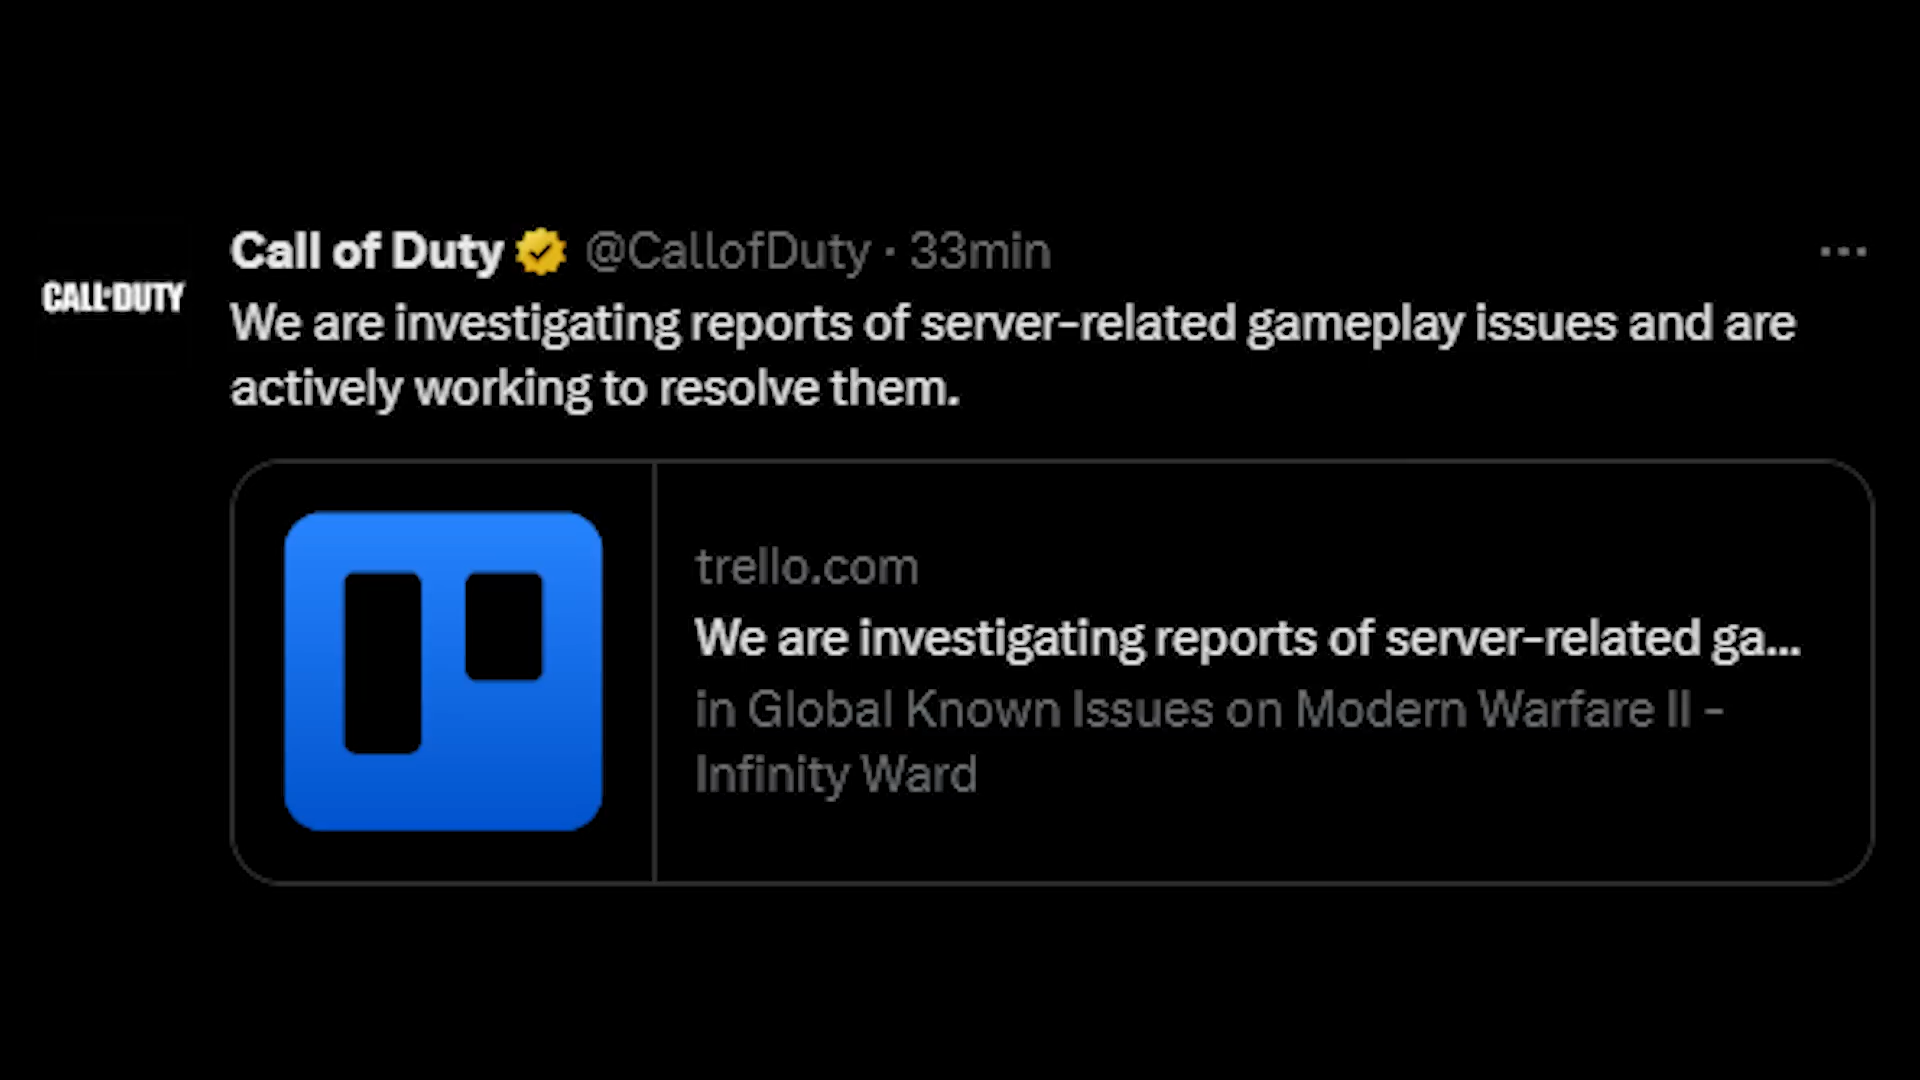 Call of Duty @CallofDuty · 33min
CALL OF DUTY
We are investigating reports of server-related gameplay issues and are
actively working to resolve them.
trello.com
We are investigating reports of server-related ga...
in Global Known Issues on Modern Warfare II -
Infinity Ward